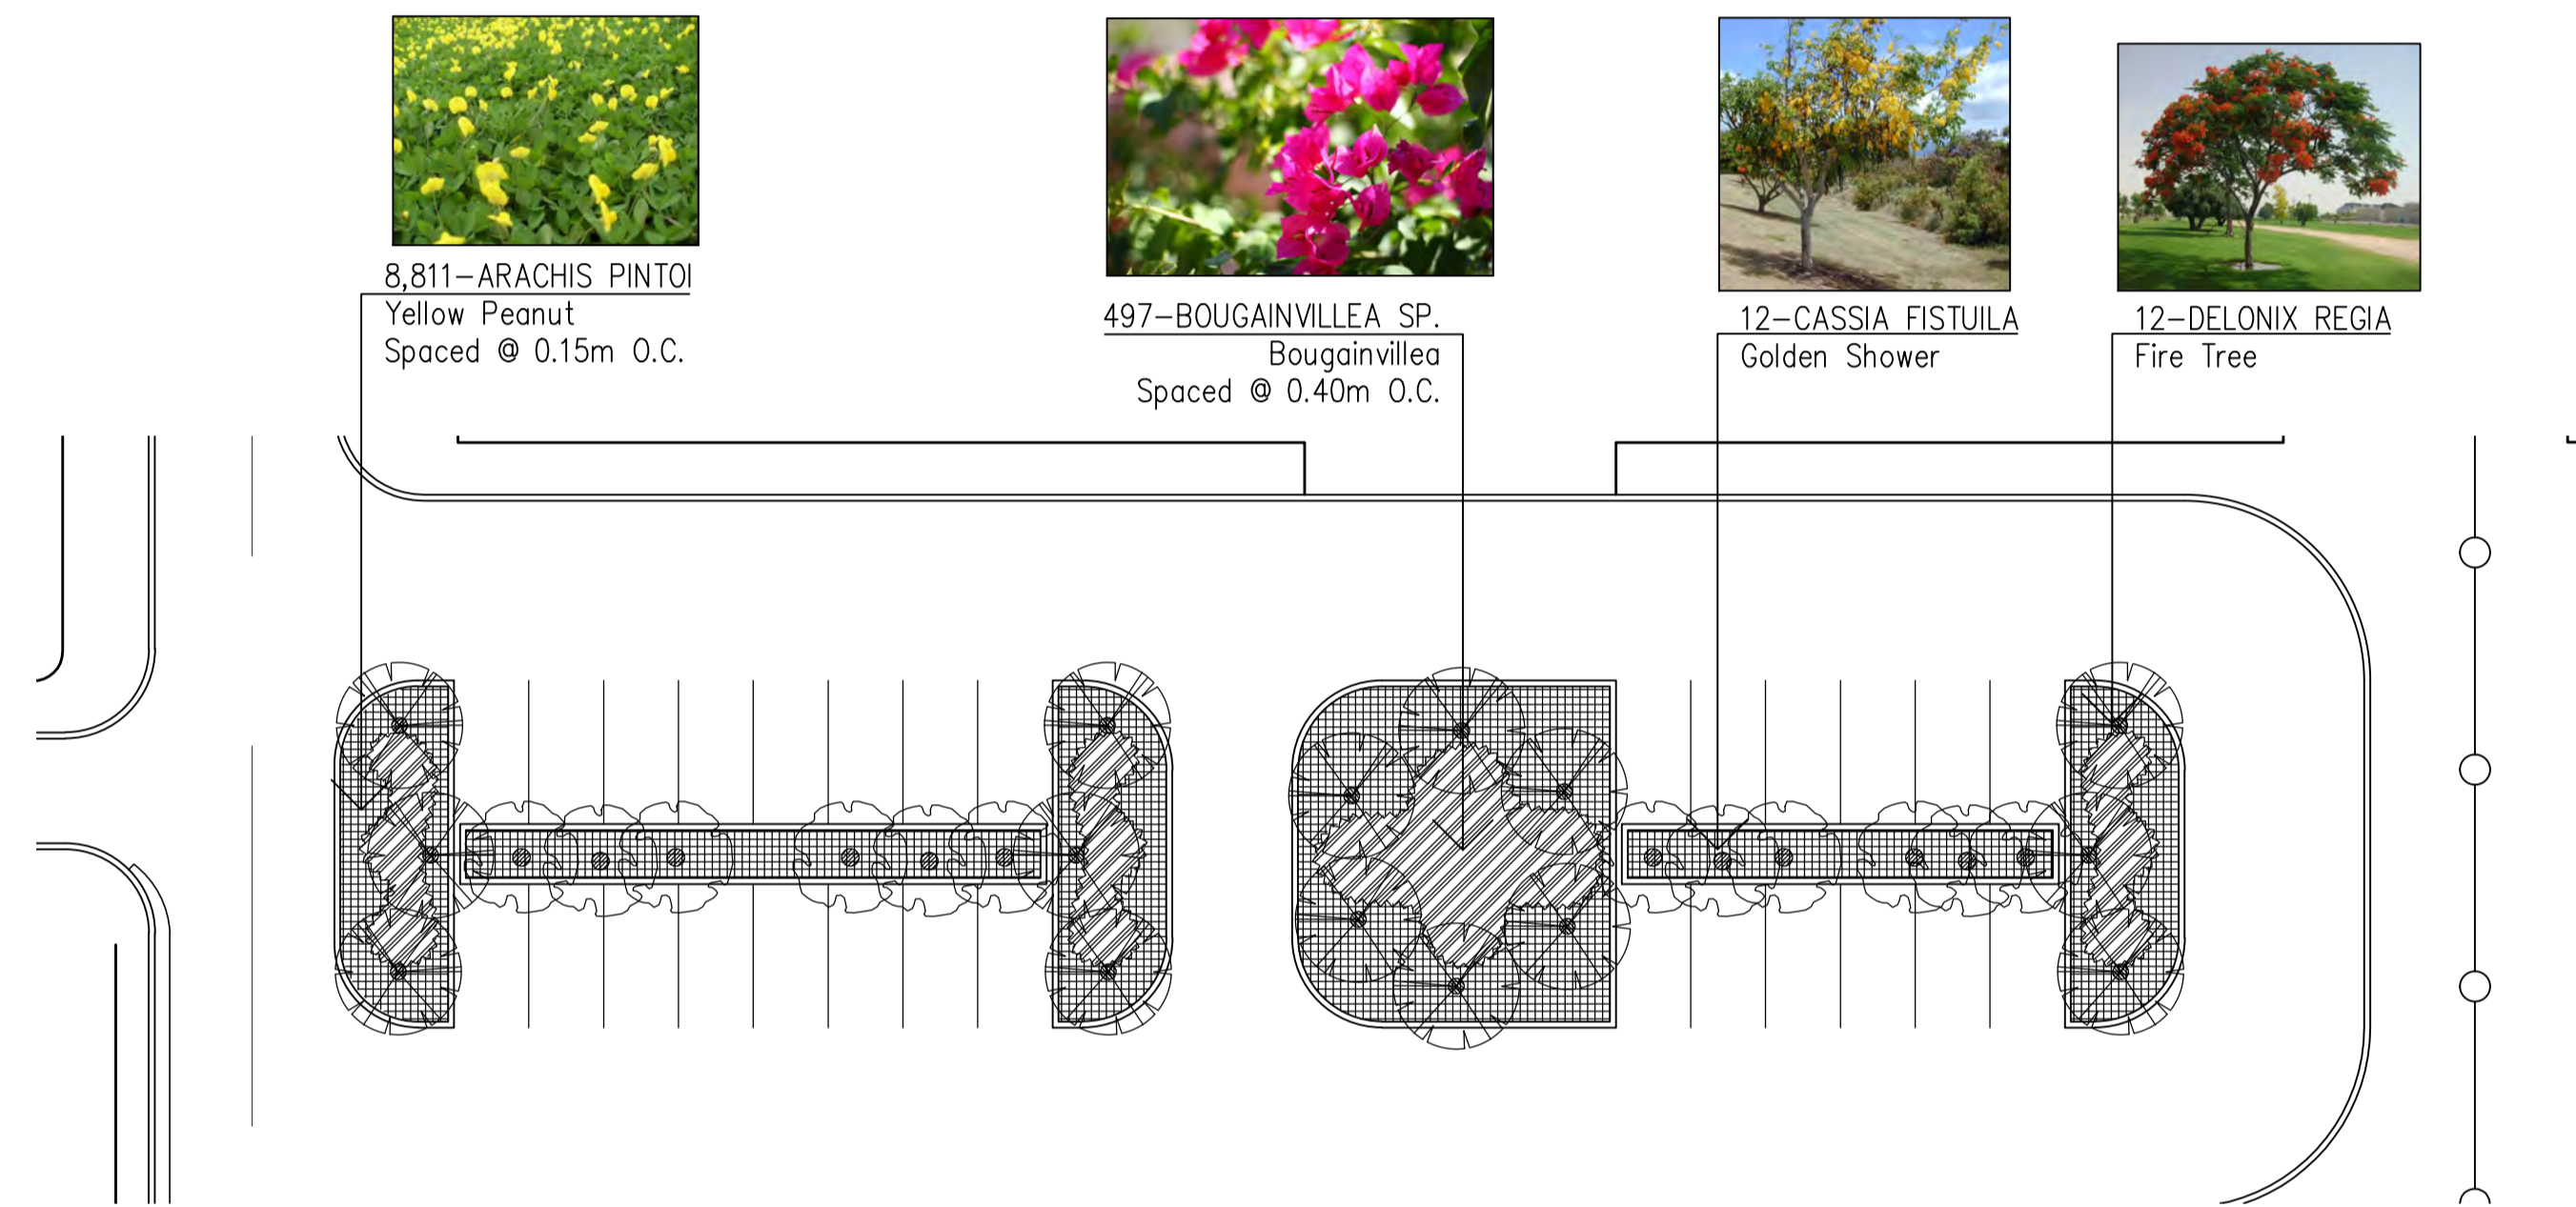 8,811-ARACHIS PINTOI
Yellow Peanut
Spaced @ 0.15m O.C.
497-BOUGAINVILLEA SP.
Bougainvillea
Spaced @ 0.40m O.C.
12-CASSIA FISTUILA
Golden Shower
12-DELONIX REGIA
Fire Tree